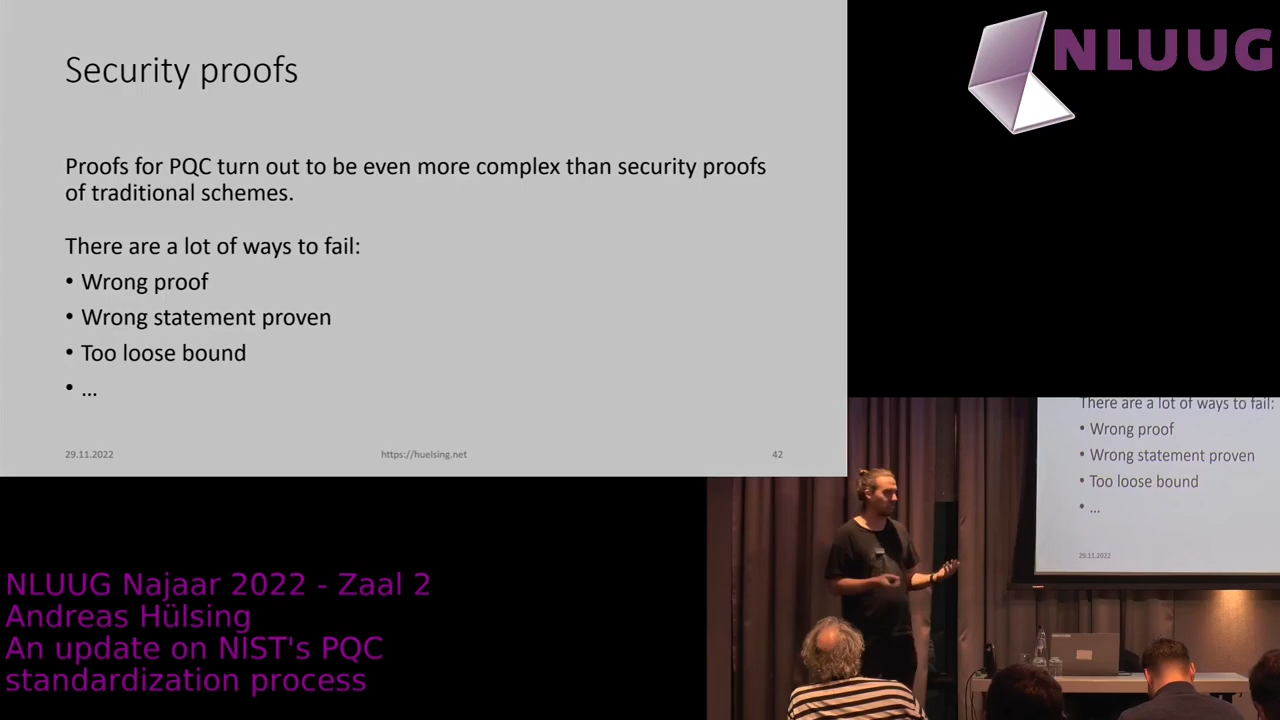 Security proofs
NLUUG
Proofs for PQC turn out to be even more complex than security proofs
of traditional schemes.
There are a lot of ways to fail:
• Wrong proof
• Wrong statement proven
• Too loose bound
• ...
29.11.2022
https://huelsing.net
42
There are a lot of ways to fail:
• Wrong proof
• Wrong statement proven
• Too loose bound
• ...
29.11.2022
NLUUG Najaar 2022 - Zaal 2
Andreas Hülsing
An update on NIST's PQC
standardization process